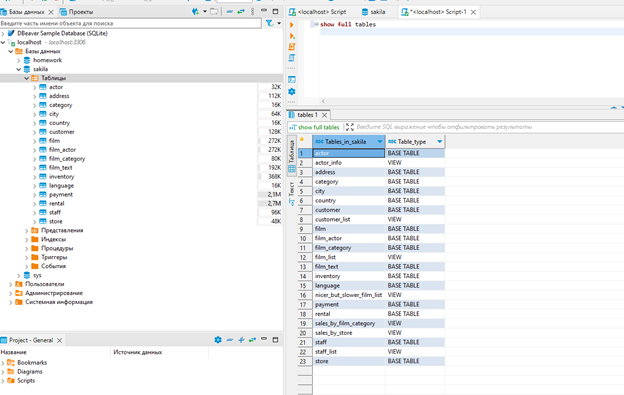 Базы данных
Проекты
Введите часть имени объекта для поиска
DBeaver Sample Database (SQLite)
localhost - localhost:3306
Базы данных
homework
sakila
Таблицы
actor 32K
address 112K
category 16K
city 64K
country 16K
customer 128K
film 272K
film_actor 272K
film_category 80K
film_text 192K
inventory 368K
language 16K
payment 2,1M
rental 2,7M
staff 96K
store 48K
Представления
Индексы
Процедуры
Триггеры
События
sys
Пользователи
Администрирование
Системная информация
Project - General
Название Источник данных
Bookmarks
Diagrams
Scripts
<localhost> Script
sakila
*<localhost> Script-1
show full tables
tables 1
show full tables
Введите SQL выражение чтобы отфильтровать результаты
Таблица
Текст
Tables_in_sakila Table_type
1 actor BASE TABLE
2 actor_info VIEW
3 address BASE TABLE
4 category BASE TABLE
5 city BASE TABLE
6 country BASE TABLE
7 customer BASE TABLE
8 customer_list VIEW
9 film BASE TABLE
10 film_actor BASE TABLE
11 film_category BASE TABLE
12 film_list VIEW
13 film_text BASE TABLE
14 inventory BASE TABLE
15 language BASE TABLE
16 nicer_but_slower_film_list VIEW
17 payment BASE TABLE
18 rental BASE TABLE
19 sales_by_film_category VIEW
20 sales_by_store VIEW
21 staff BASE TABLE
22 staff_list VIEW
23 store BASE TABLE